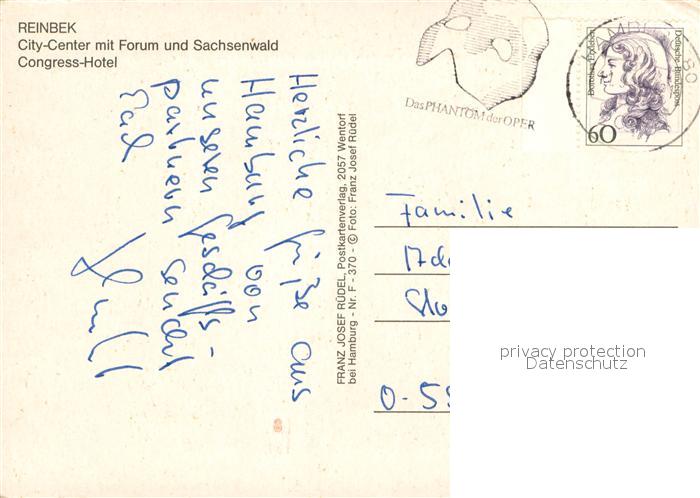 REINBEK
City-Center mit Forum und Sachsenwald
Congress-Hotel
Das PHANTOM der OPER
Deutsche Bundespost
60
Herzliche Grüße aus
Hamburg von
unseren Geschäfts-
partnern sendet
FRANZ JOSEF RÜDEL, Postkartenverlag, 2057 Wentorf
bei Hamburg - Nr. F - 370 - © Foto: Franz Josef Rüdel
Familie
O-
privacy protection
Datenschutz